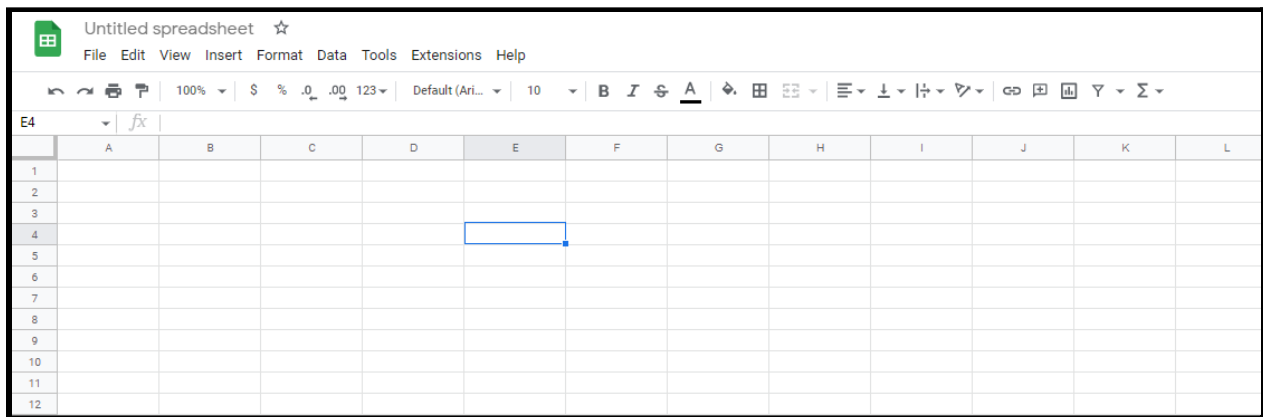 Untitled spreadsheet
File Edit View Insert Format Data Tools Extensions Help
100% $ % .0 .00 123 Default (Ari... 10 B I S A Σ
E4 fx
A B C D E F G H I J K L
1
2
3
4
5
6
7
8
9
10
11
12